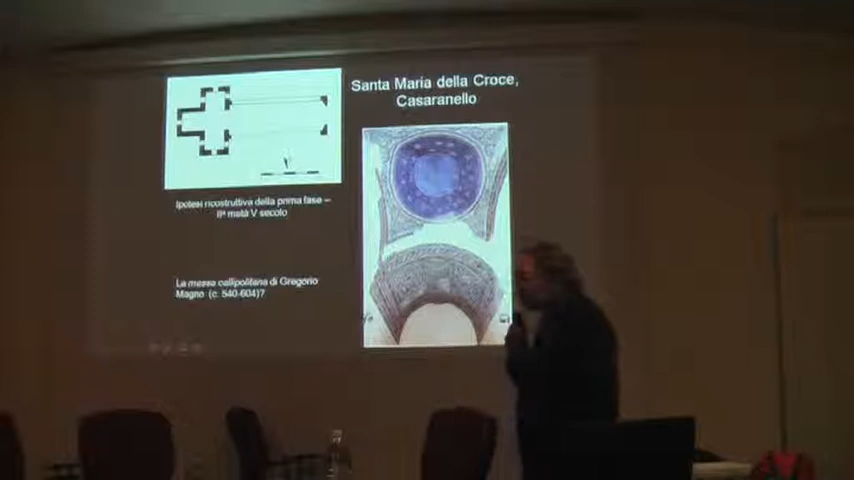 Santa Maria della Croce,
Casaranello
Ipotesi ricostruttiva della prima fase –
IIª metà V secolo
La messa callipolitana di Gregorio
Magno (c. 540-604)?